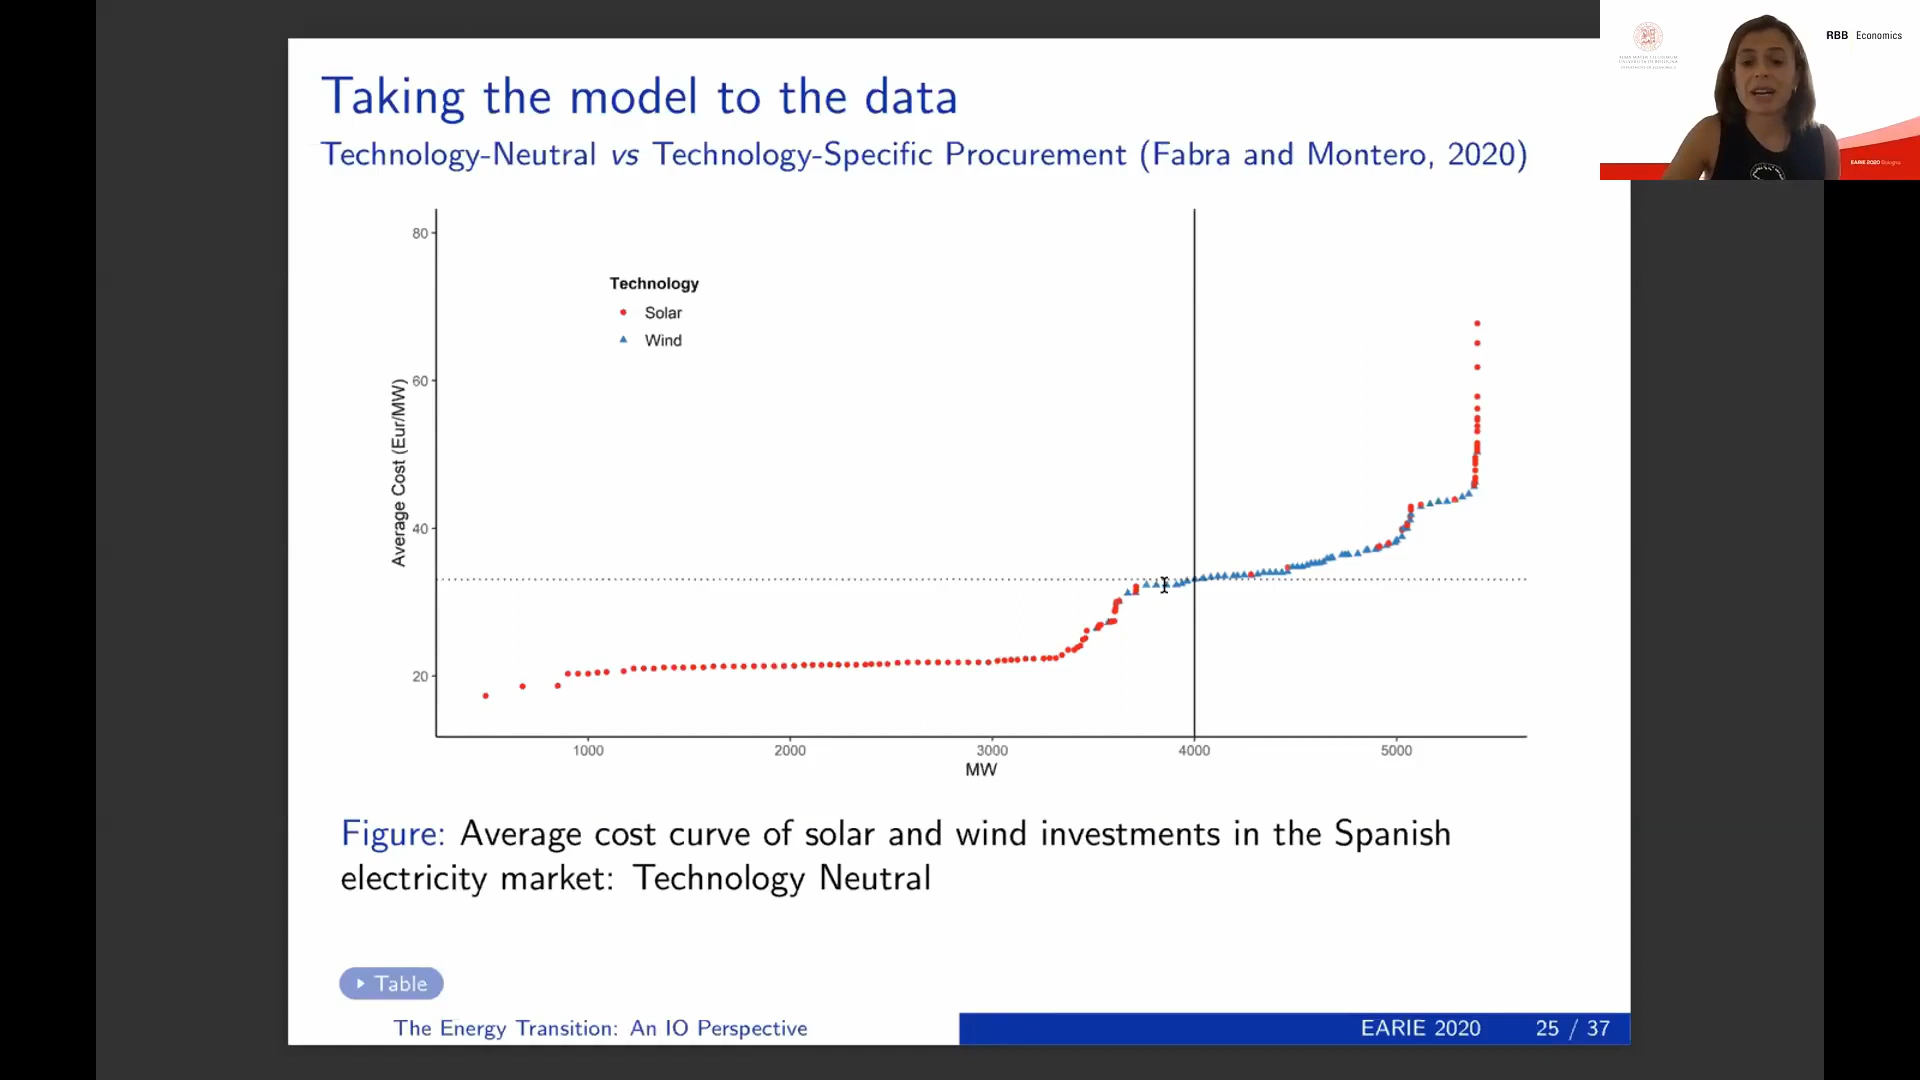 Taking the model to the data
Technology-Neutral vs Technology-Specific Procurement (Fabra and Montero, 2020)
RBB Economics
EARIE 2020 Bologna
80
60
40
20
Average Cost (Eur/MW)
Technology
Solar
Wind
1000 2000 3000 4000 5000
MW
Figure: Average cost curve of solar and wind investments in the Spanish
electricity market: Technology Neutral
Table
The Energy Transition: An IO Perspective
EARIE 2020 25 / 37